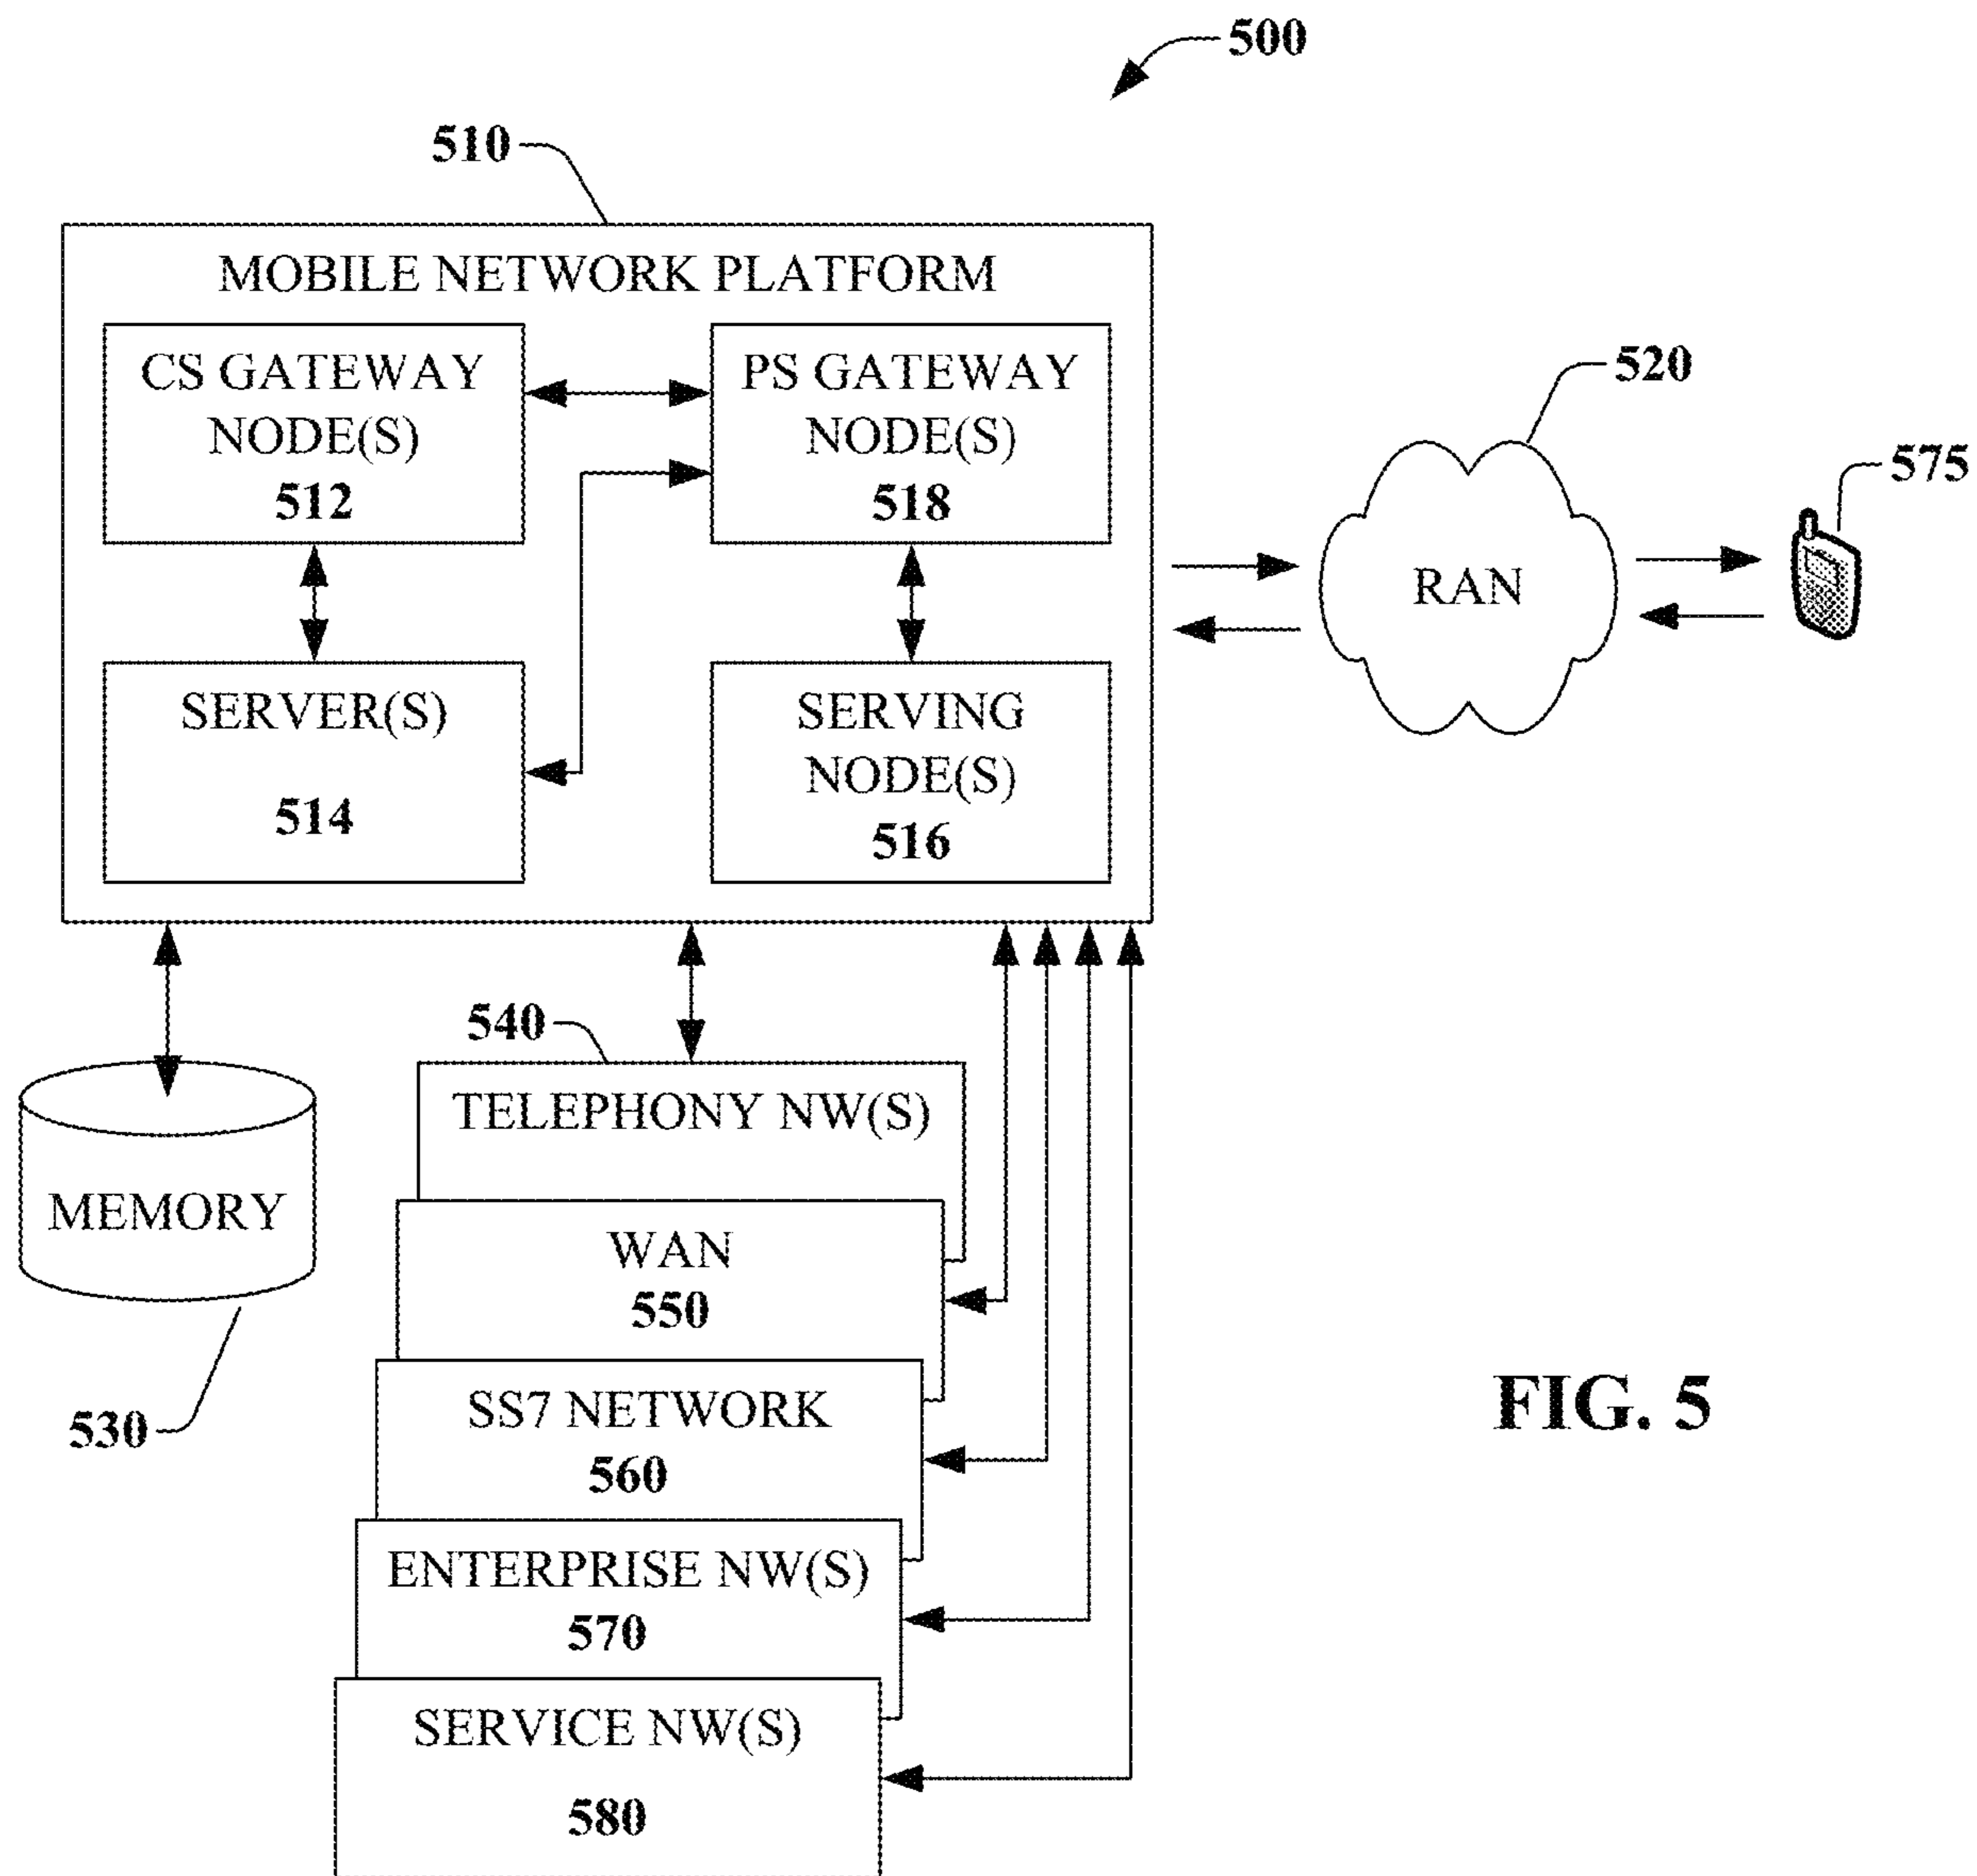 500
510
MOBILE NETWORK PLATFORM
CS GATEWAY
NODE(S)
512
PS GATEWAY
NODE(S)
518
SERVER(S)
514
SERVING
NODE(S)
516
520
RAN
575
540
TELEPHONY NW(S)
MEMORY
530
WAN
550
SS7 NETWORK
560
ENTERPRISE NW(S)
570
SERVICE NW(S)
580
FIG. 5